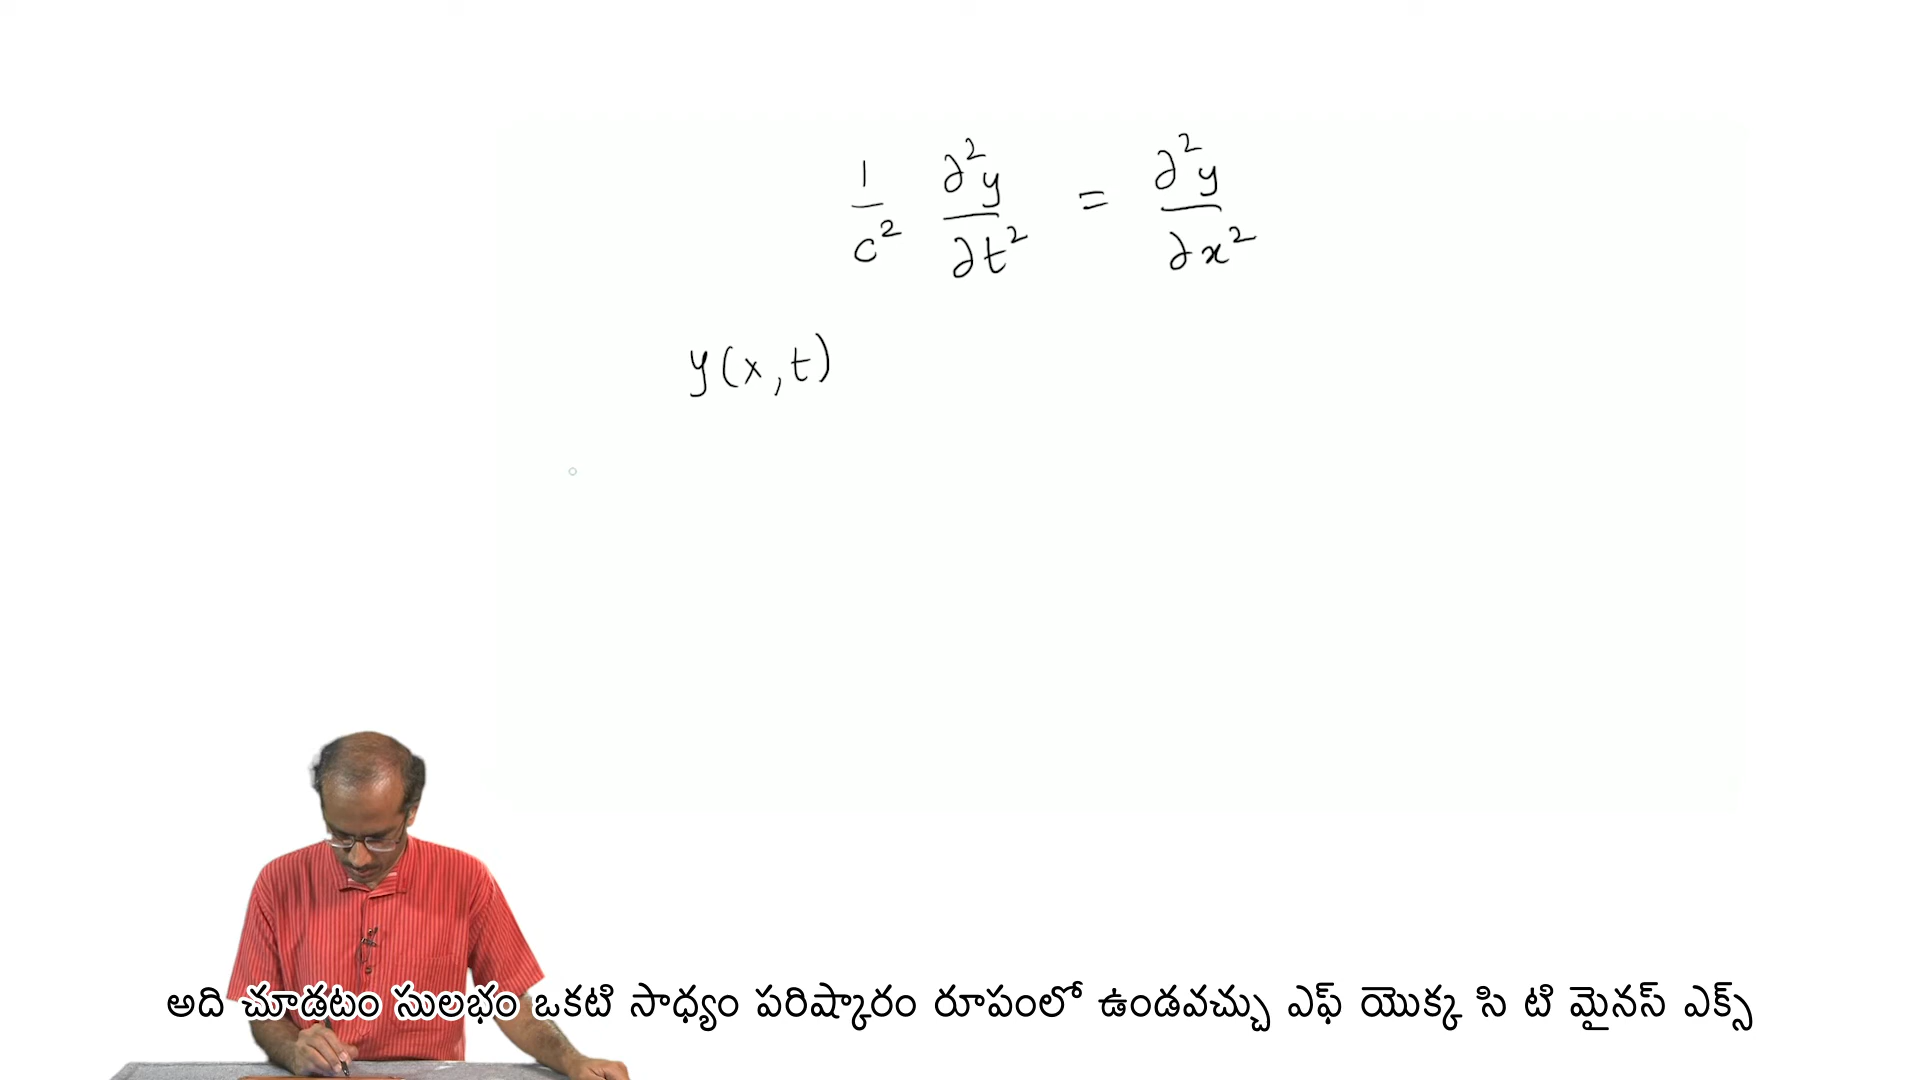 1/c² ∂²y/∂t² = ∂²y/∂x²
y(x,t)
అది చూడటం సులభం ఒకటి సాధ్యం పరిష్కారం రూపంలో ఉండవచ్చు ఎఫ్ యొక్క సి టి మైనస్ ఎక్స్